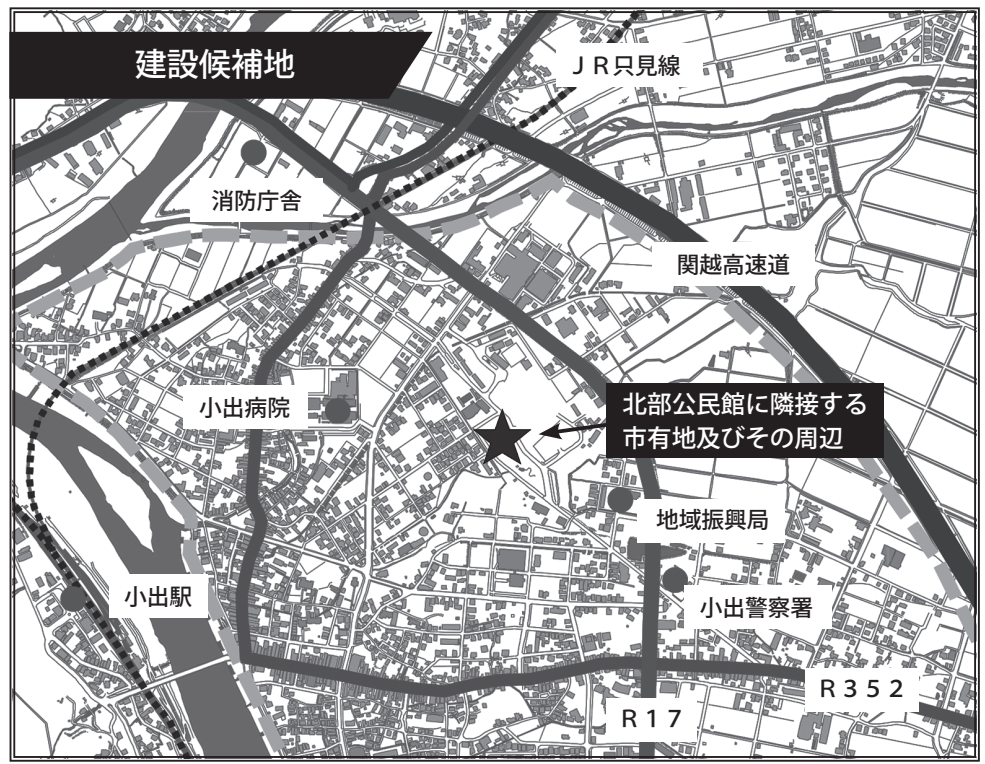 建設候補地
ＪＲ只見線
消防庁舎
関越高速道
小出病院
北部公民館に隣接する
市有地及びその周辺
地域振興局
小出駅
小出警察署
Ｒ３５２
Ｒ１７